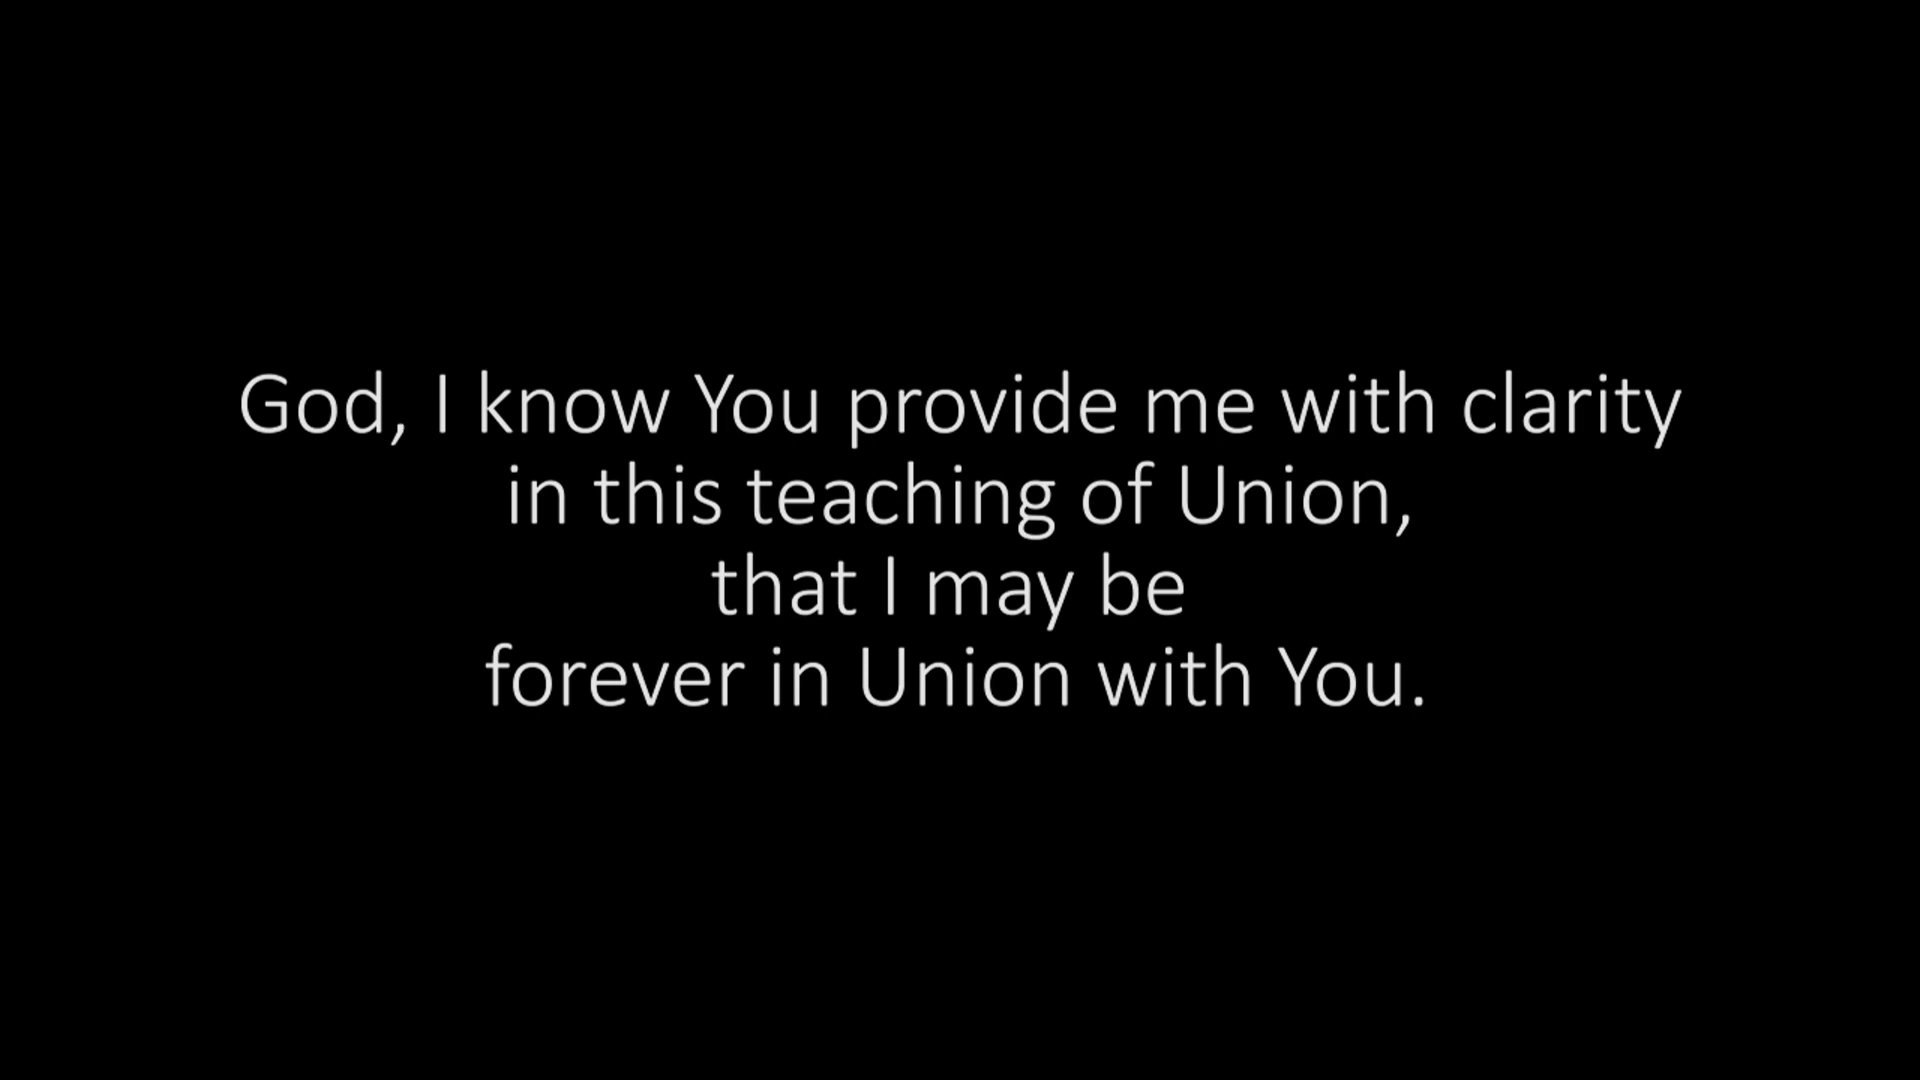 God, I know You provide me with clarity
in this teaching of Union,
that I may be
forever in Union with You.